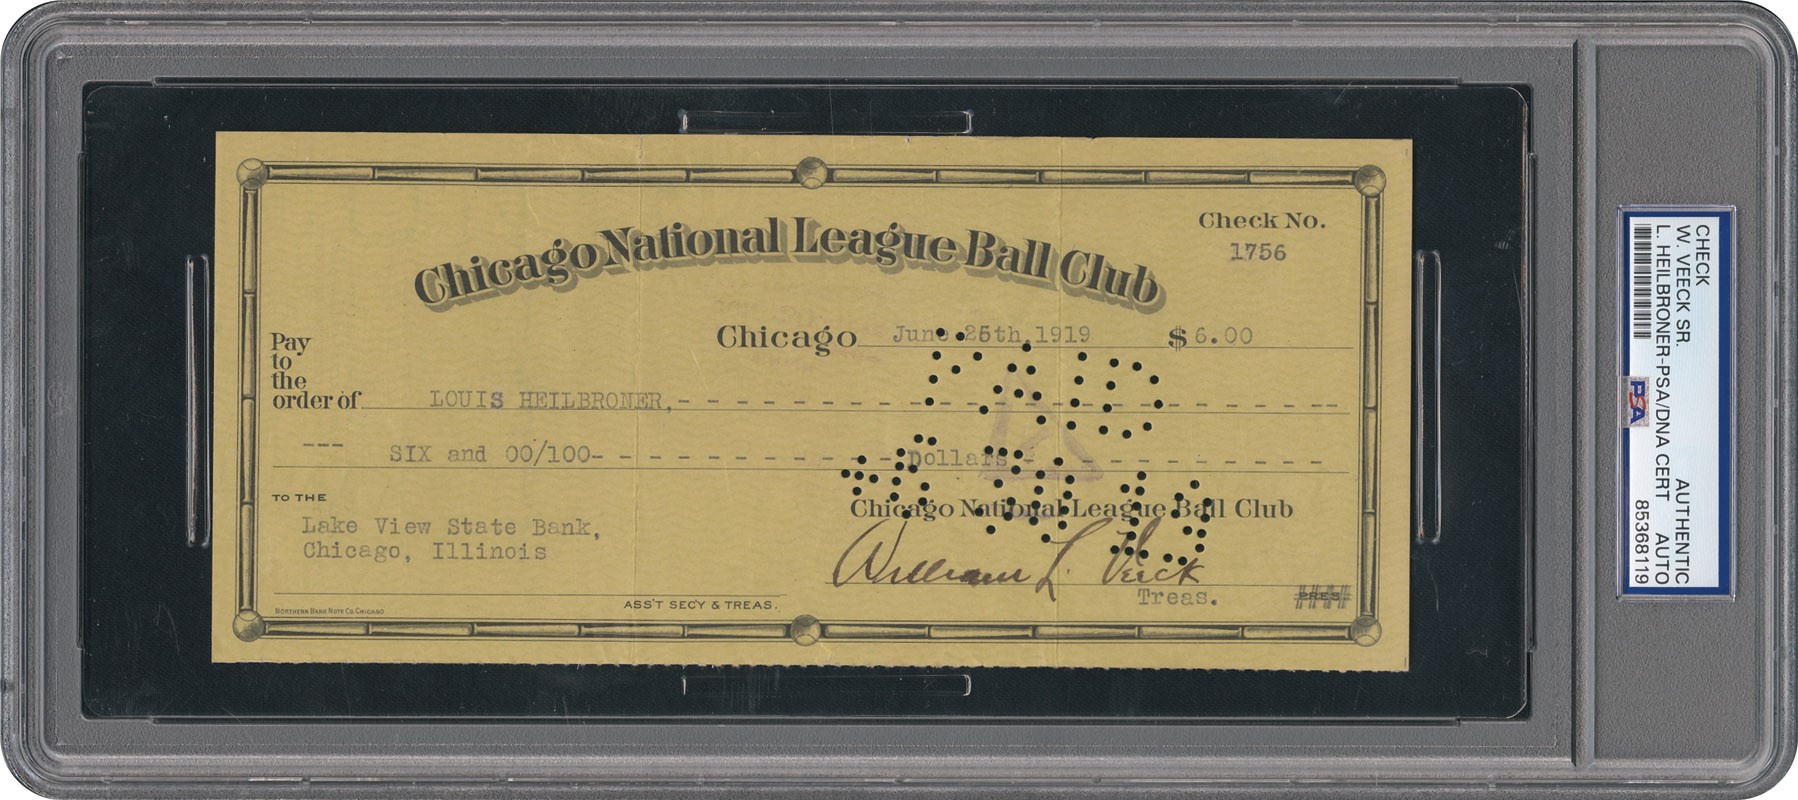 Chicago National League Ball Club
Check No.
1756
Chicago June 25th,1919 $ 6.00
Pay
to
the
order of LOUIS HEILBRONER,- - - - - - - - - - - - - - - - - - - - - - - -
--- SIX and 00/100- - - - - - - - - - - Dollars- - - - - - - - - - -
PAID
TO THE
Lake View State Bank,
Chicago, Illinois
Chicago National League Ball Club
William L. Veeck
Treas.
PRES
ASS'T SEC'Y & TREAS.
NORTHERN BANK NOTE CO. CHICAGO
CHECK
W. VEECK SR. AUTHENTIC
L. HEILBRONER-PSA/DNA CERT AUTO
85368119
PSA